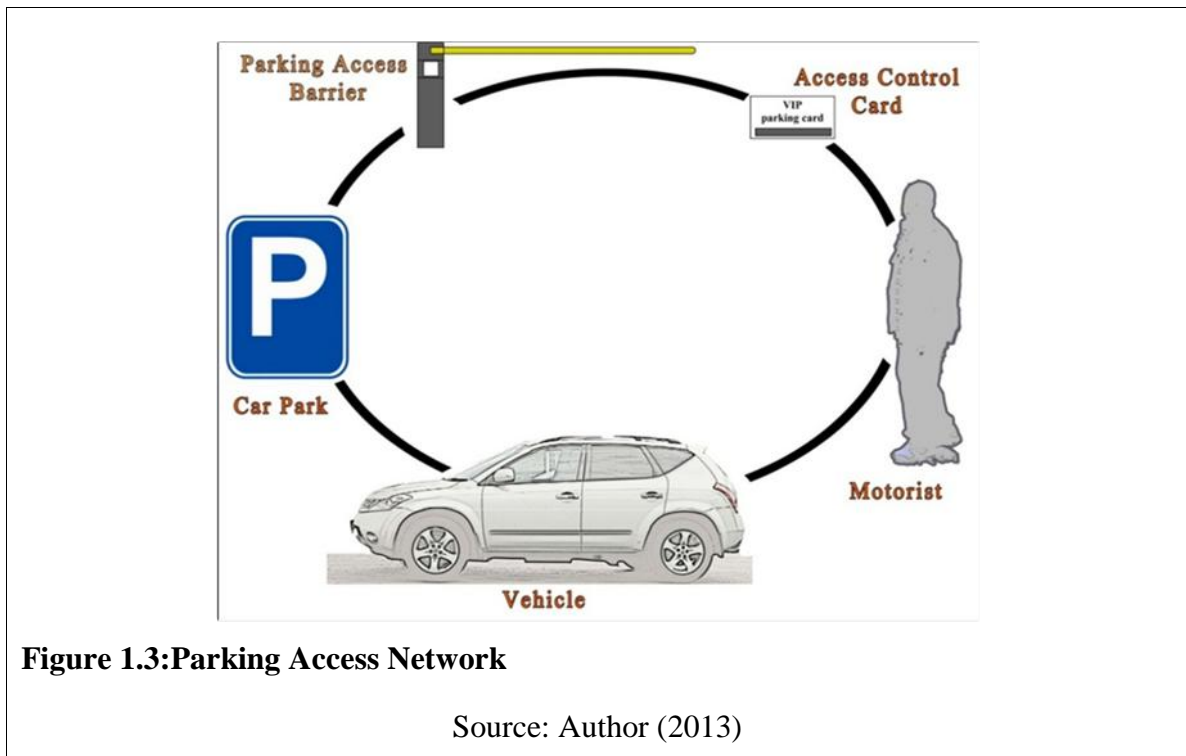 Parking Access
Barrier
Access Control
Card
VIP
parking card
P
Car Park
Motorist
Vehicle
Figure 1.3:Parking Access Network
Source: Author (2013)